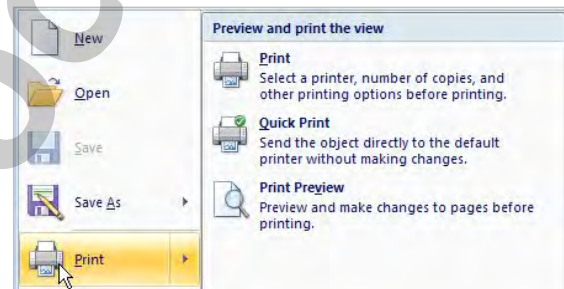 New
Open
Save
Save As
Print
Preview and print the view
Print
Select a printer, number of copies, and
other printing options before printing.
Quick Print
Send the object directly to the default
printer without making changes.
Print Preview
Preview and make changes to pages before
printing.